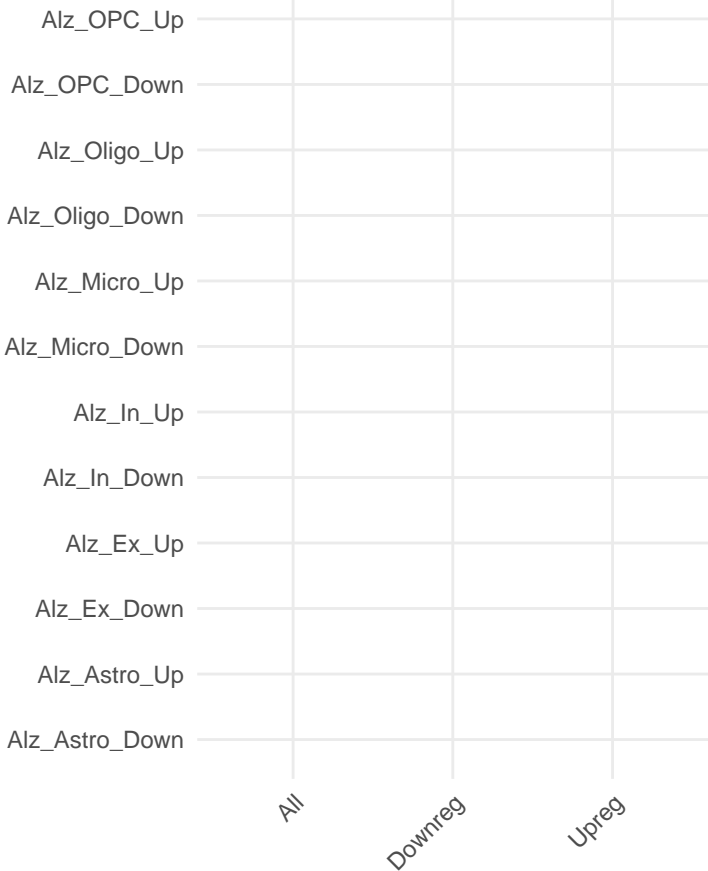 Alz_OPC_Up
Alz_OPC_Down
Alz_Oligo_Up
Alz_Oligo_Down
Alz_Micro_Up
Alz_Micro_Down
Alz_In_Up
Alz_In_Down
Alz_Ex_Up
Alz_Ex_Down
Alz_Astro_Up
Alz_Astro_Down
All
Downreg
Upreg